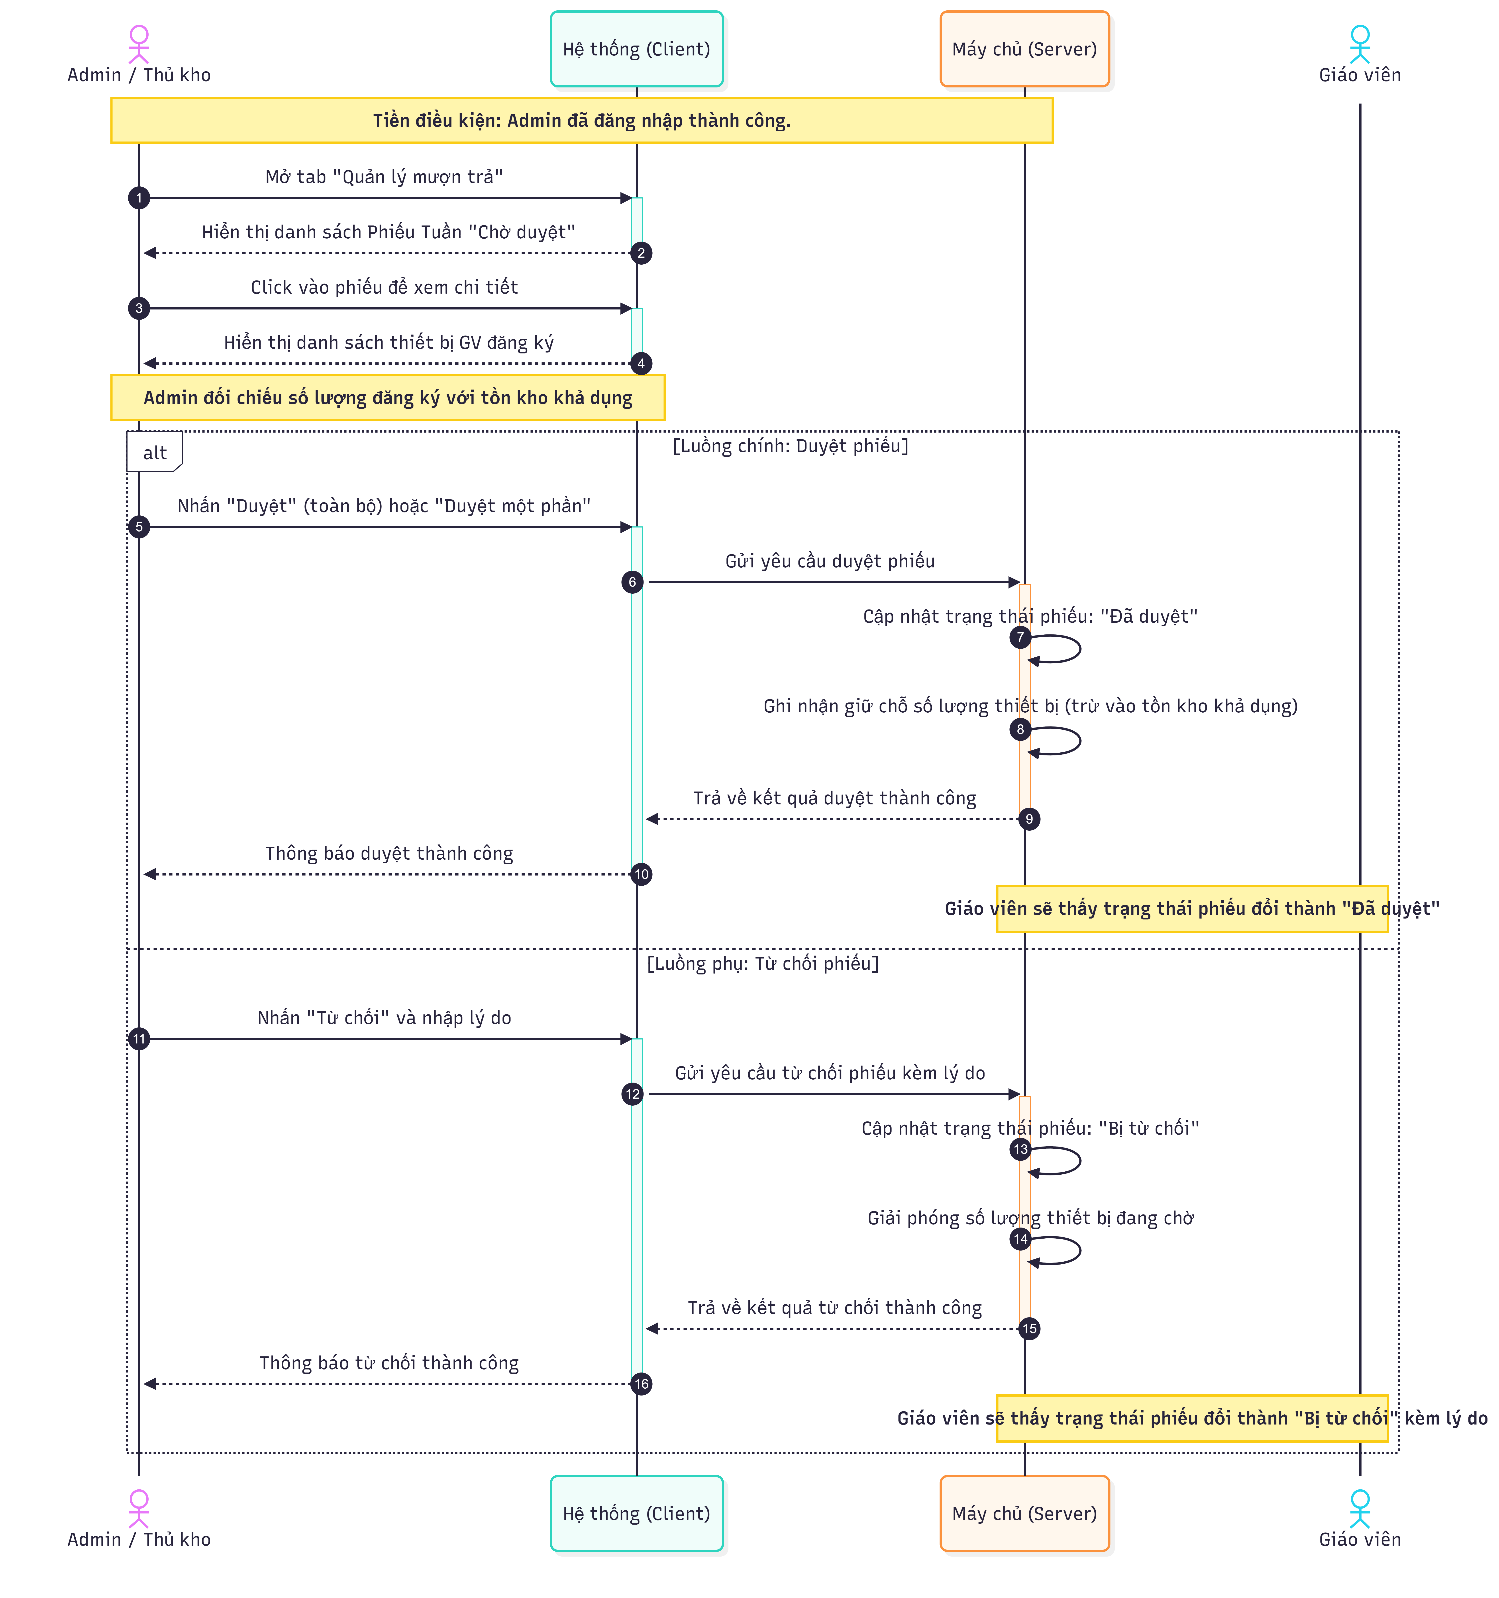 Admin / Thủ kho
Hệ thống (Client)
Máy chủ (Server)
Giáo viên
Tiền điều kiện: Admin đã đăng nhập thành công.
Mở tab "Quản lý mượn trả"
1
Hiển thị danh sách Phiếu Tuần "Chờ duyệt"
2
Click vào phiếu để xem chi tiết
3
Hiển thị danh sách thiết bị GV đăng ký
4
Admin đối chiếu số lượng đăng ký với tồn kho khả dụng
alt
[Luồng chính: Duyệt phiếu]
Nhấn "Duyệt" (toàn bộ) hoặc "Duyệt một phần"
5
Gửi yêu cầu duyệt phiếu
6
Cập nhật trạng thái phiếu: "Đã duyệt"
7
Ghi nhận giữ chỗ số lượng thiết bị (trừ vào tồn kho khả dụng)
8
Trả về kết quả duyệt thành công
9
Thông báo duyệt thành công
10
Giáo viên sẽ thấy trạng thái phiếu đổi thành "Đã duyệt"
[Luồng phụ: Từ chối phiếu]
Nhấn "Từ chối" và nhập lý do
11
Gửi yêu cầu từ chối phiếu kèm lý do
12
Cập nhật trạng thái phiếu: "Bị từ chối"
13
Giải phóng số lượng thiết bị đang chờ
14
Trả về kết quả từ chối thành công
15
Thông báo từ chối thành công
16
Giáo viên sẽ thấy trạng thái phiếu đổi thành "Bị từ chối" kèm lý do
Admin / Thủ kho
Hệ thống (Client)
Máy chủ (Server)
Giáo viên